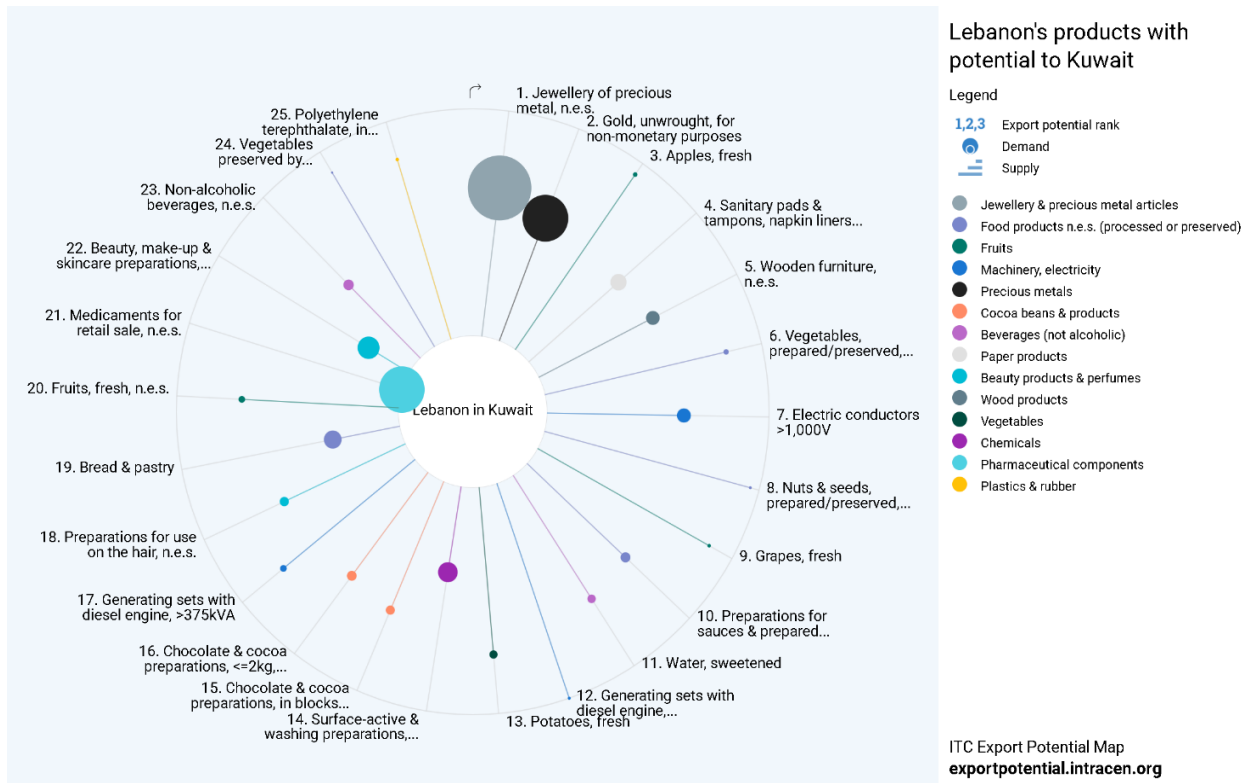 Lebanon's products with
potential to Kuwait
Legend
1,2,3 Export potential rank
Demand
Supply
Jewellery & precious metal articles
Food products n.e.s. (processed or preserved)
Fruits
Machinery, electricity
Precious metals
Cocoa beans & products
Beverages (not alcoholic)
Paper products
Beauty products & perfumes
Wood products
Vegetables
Chemicals
Pharmaceutical components
Plastics & rubber
1. Jewellery of precious
metal, n.e.s.
2. Gold, unwrought, for
non-monetary purposes
3. Apples, fresh
4. Sanitary pads &
tampons, napkin liners...
5. Wooden furniture,
n.e.s.
6. Vegetables,
prepared/preserved,...
7. Electric conductors
>1,000V
8. Nuts & seeds,
prepared/preserved,...
9. Grapes, fresh
10. Preparations for
sauces & prepared...
11. Water, sweetened
12. Generating sets with
diesel engine,...
13. Potatoes, fresh
14. Surface-active &
washing preparations,...
15. Chocolate & cocoa
preparations, in blocks...
16. Chocolate & cocoa
preparations, <=2kg,...
17. Generating sets with
diesel engine, >375kVA
18. Preparations for use
on the hair, n.e.s.
19. Bread & pastry
20. Fruits, fresh, n.e.s.
21. Medicaments for
retail sale, n.e.s.
22. Beauty, make-up &
skincare preparations,...
23. Non-alcoholic
beverages, n.e.s.
24. Vegetables
preserved by...
25. Polyethylene
terephthalate, in...
Lebanon in Kuwait
ITC Export Potential Map
exportpotential.intracen.org